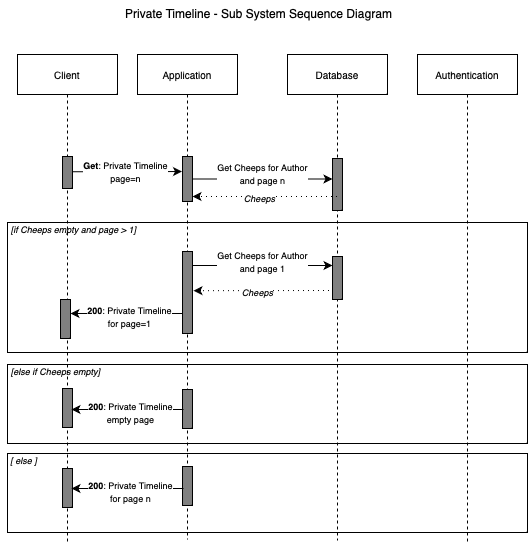 Private Timeline - Sub System Sequence Diagram
Client
Application
Database
Authentication
Get: Private Timeline
page=n
Get Cheeps for Author
and page n
Cheeps
[if Cheeps empty and page > 1]
Get Cheeps for Author
and page 1
Cheeps
200: Private Timeline
for page=1
[else if Cheeps empty]
200: Private Timeline
empty page
[ else ]
200: Private Timeline
for page n